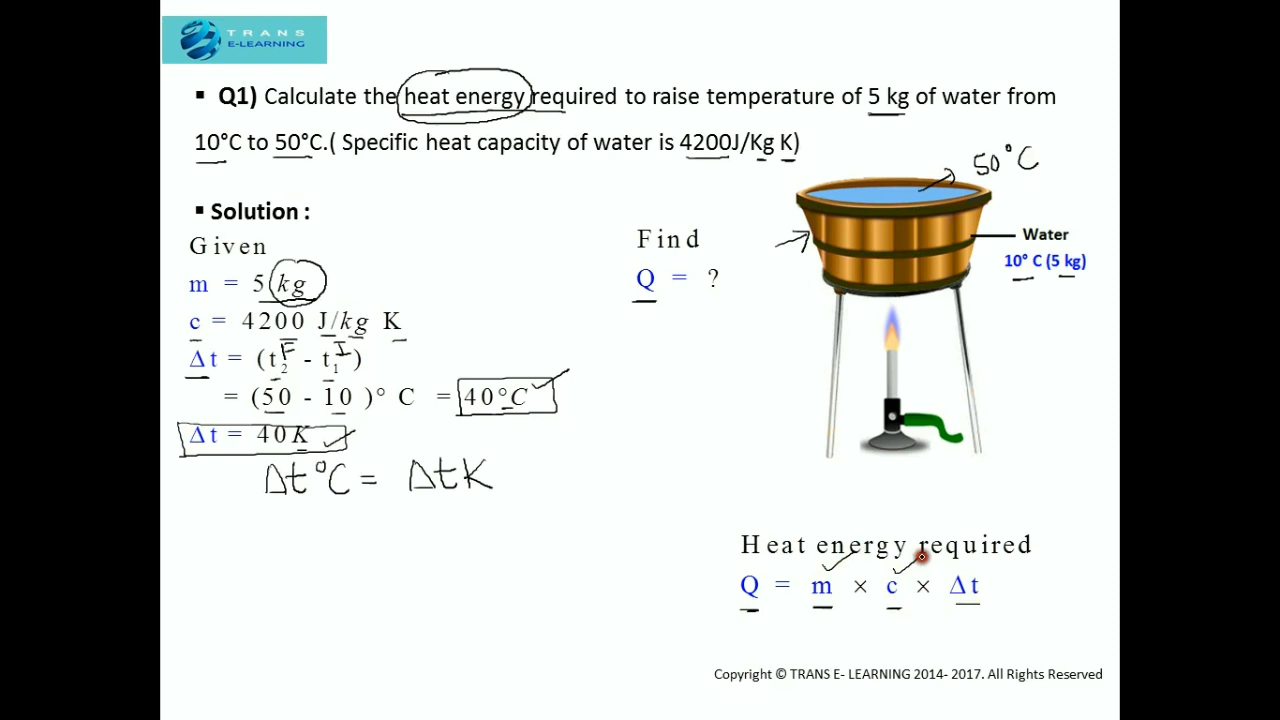 TRANS
E-LEARNING
▪ Q1) Calculate the heat energy required to raise temperature of 5 kg of water from
10°C to 50°C.( Specific heat capacity of water is 4200J/Kg K)
50°C
▪ Solution :
Given
Find
Water
10° C (5 kg)
m = 5 kg
Q = ?
c = 4200 J/kg K
Δt = (t₂ - t₁)
F I
= (50 - 10 )° C = 40°C
Δt = 40K
Δt°C = ΔtK
Heat energy required
Q = m × c × Δt
Copyright © TRANS E- LEARNING 2014- 2017. All Rights Reserved